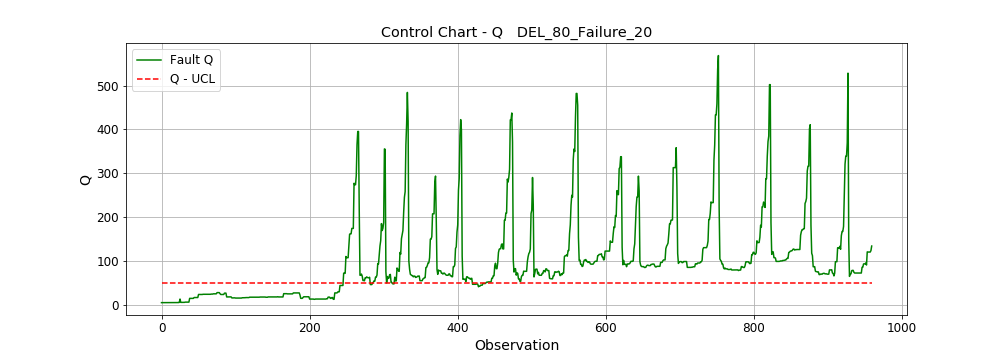 Control Chart - Q   DEL_80_Failure_20
Fault Q
Q - UCL
500
400
300
200
100
0
Q
0 200 400 600 800 1000
Observation